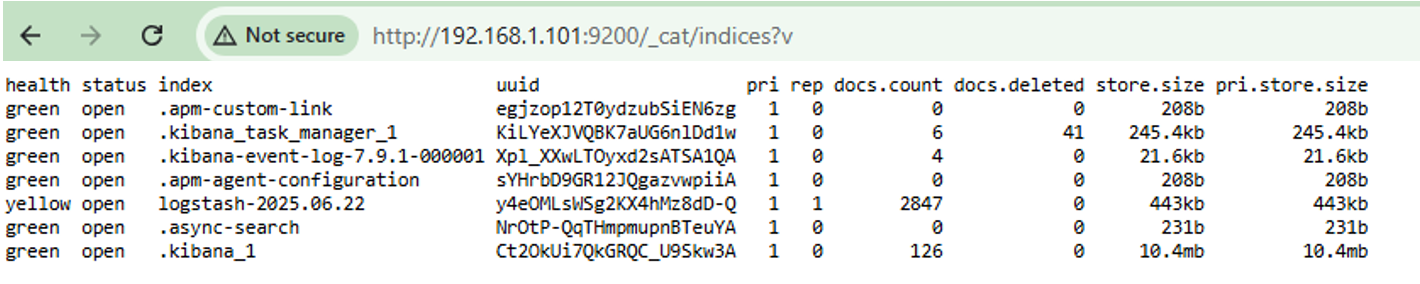 Not secure http://192.168.1.101:9200/_cat/indices?v
health status index uuid pri rep docs.count docs.deleted store.size pri.store.size
green open .apm-custom-link egjzop12T0ydzubSiEN6zg 1 0 0 0 208b 208b
green open .kibana_task_manager_1 KiLYeXJVQBK7aUG6nlDd1w 1 0 6 41 245.4kb 245.4kb
green open .kibana-event-log-7.9.1-000001 Xpl_XXwLTOyxd2sATSA1QA 1 0 4 0 21.6kb 21.6kb
green open .apm-agent-configuration sYHrbD9GR12JQgazvwpiiA 1 0 0 0 208b 208b
yellow open logstash-2025.06.22 y4eOMLsWSg2KX4hMz8dD-Q 1 1 2847 0 443kb 443kb
green open .async-search NrOtP-QqTHmpmupnBTeuYA 1 0 0 0 231b 231b
green open .kibana_1 Ct2OkUi7QkGRQC_U9Skw3A 1 0 126 0 10.4mb 10.4mb